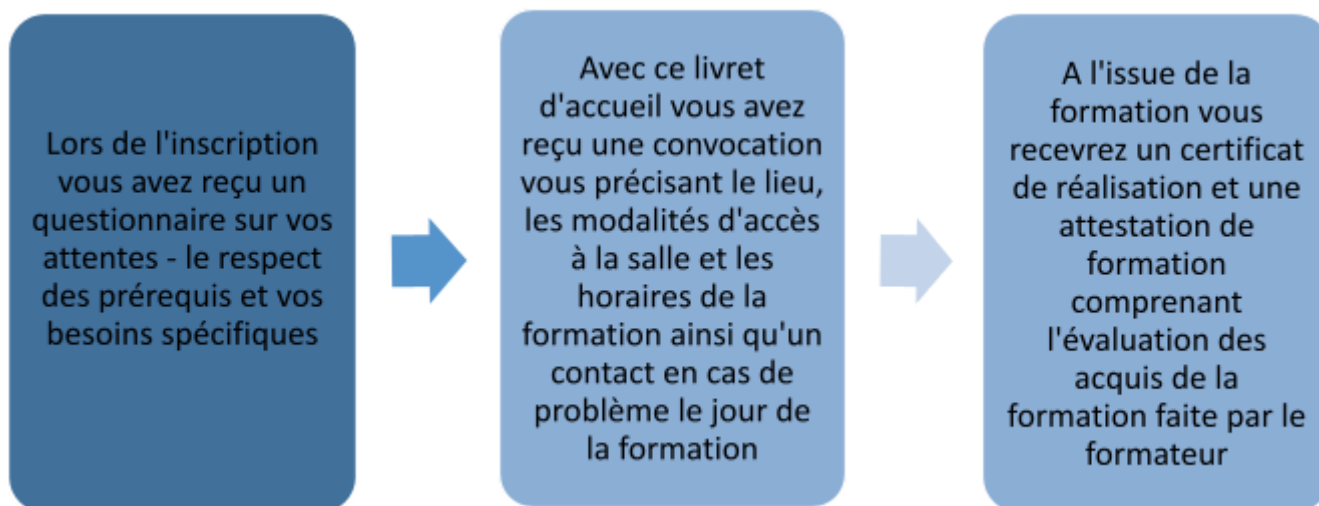 Lors de l'inscription
vous avez reçu un
questionnaire sur vos
attentes - le respect
des prérequis et vos
besoins spécifiques
Avec ce livret
d'accueil vous avez
reçu une convocation
vous précisant le lieu,
les modalités d'accès
à la salle et les
horaires de la
formation ainsi qu'un
contact en cas de
problème le jour de
la formation
A l'issue de la
formation vous
recevrez un certificat
de réalisation et une
attestation de
formation
comprenant
l'évaluation des
acquis de la
formation faite par le
formateur